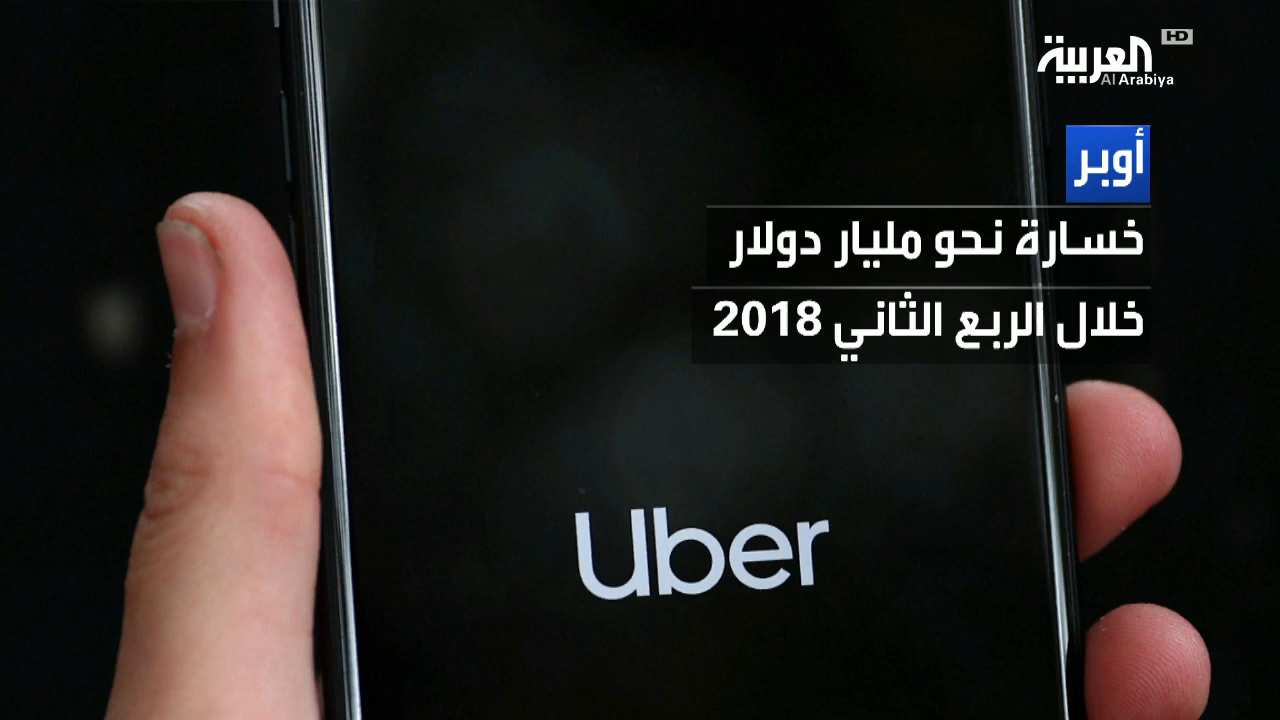 العربية HD
Al Arabiya
أوبر
خسارة نحو مليار دولار
خلال الربع الثاني 2018
Uber